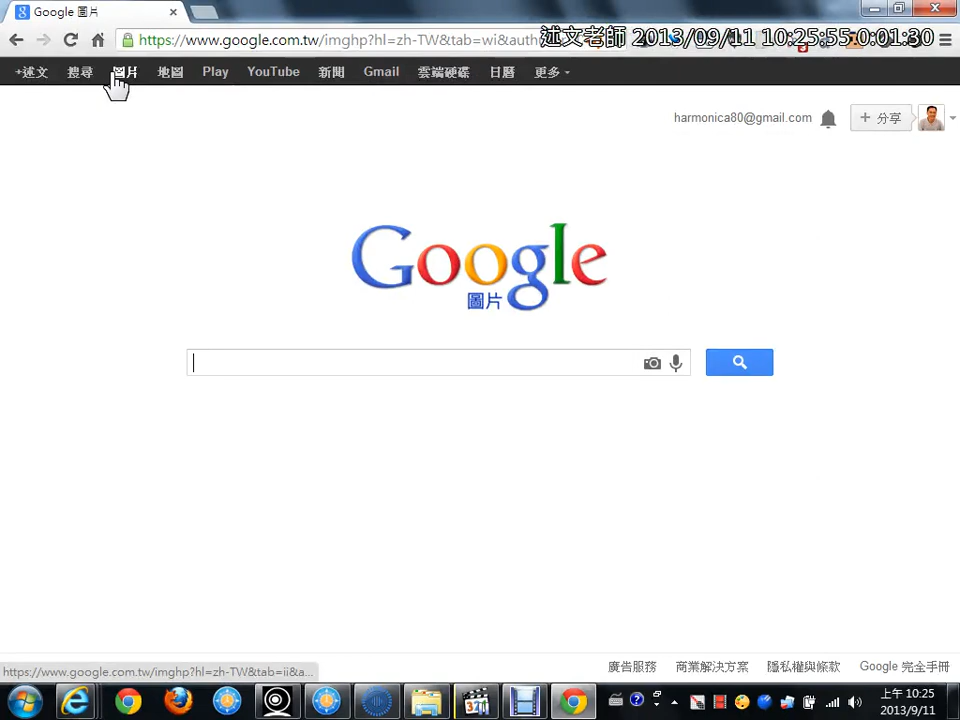 Google 圖片
https://www.google.com.tw/imghp?hl=zh-TW&tab=wi&auth
述文老師 2013/09/11 10:25:55 0:01:30
+述文 搜尋 圖片 地圖 Play YouTube 新聞 Gmail 雲端硬碟 日曆 更多
harmonica80@gmail.com + 分享
Google
圖片
https://www.google.com.tw/imghp?hl=zh-TW&tab=ii&a...
廣告服務 商業解決方案 隱私權與條款 Google 完全手冊
上午 10:25
2013/9/11